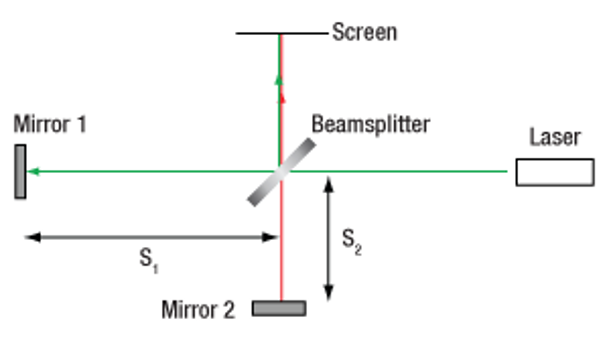 Screen
Mirror 1
Beamsplitter
Laser
S₁
S₂
Mirror 2